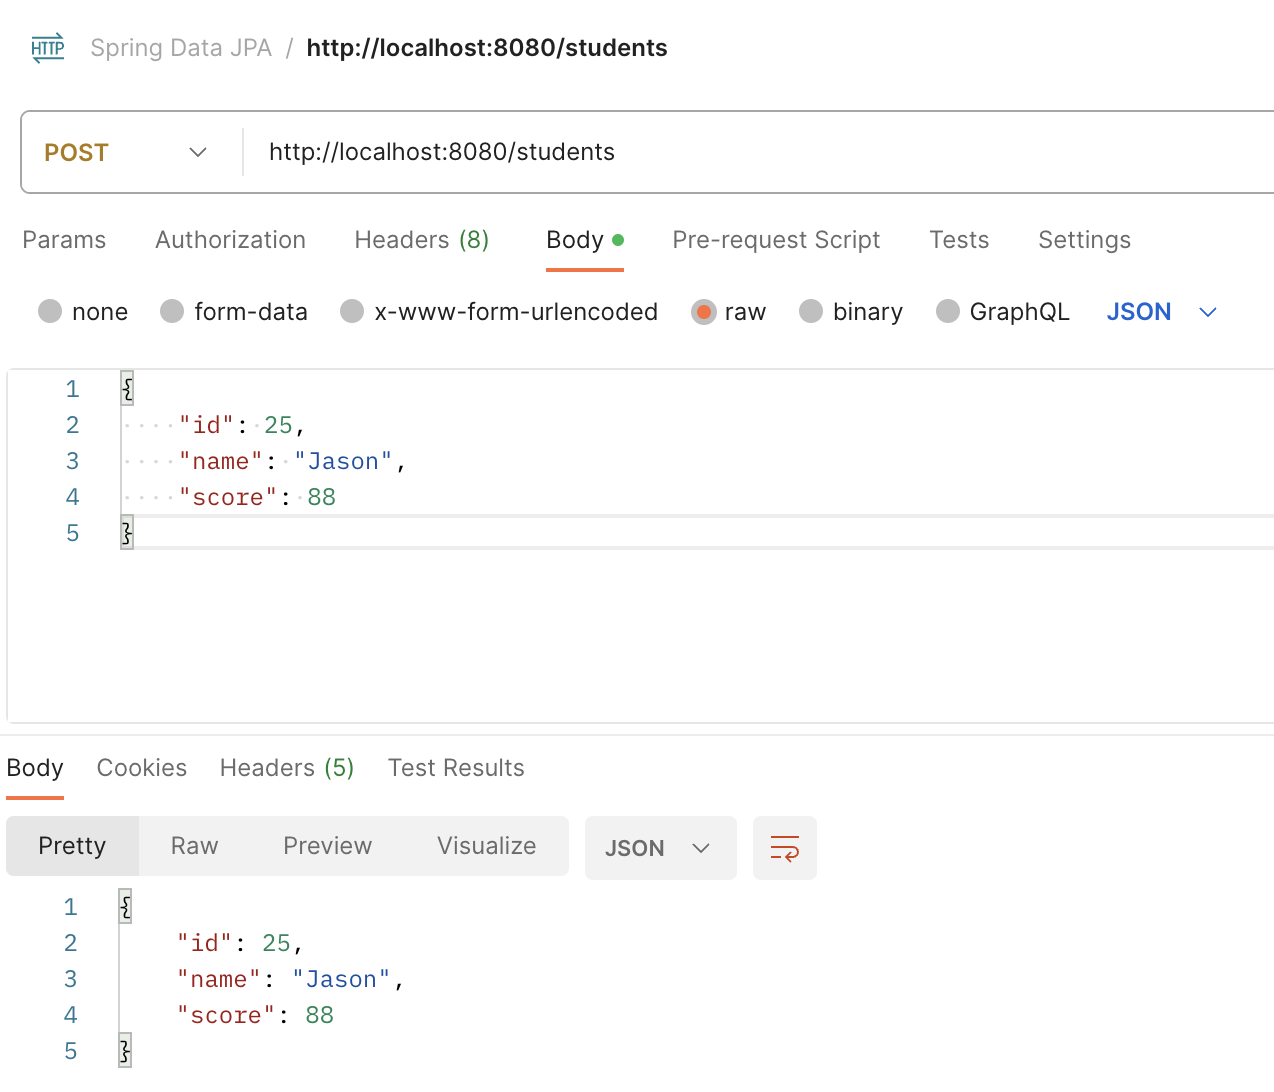 HTTP Spring Data JPA / http://localhost:8080/students
POST http://localhost:8080/students
Params Authorization Headers (8) Body Pre-request Script Tests Settings
none form-data x-www-form-urlencoded raw binary GraphQL JSON
1 {
2 "id": 25,
3 "name": "Jason",
4 "score": 88
5 }
Body Cookies Headers (5) Test Results
Pretty Raw Preview Visualize JSON
1 {
2 "id": 25,
3 "name": "Jason",
4 "score": 88
5 }